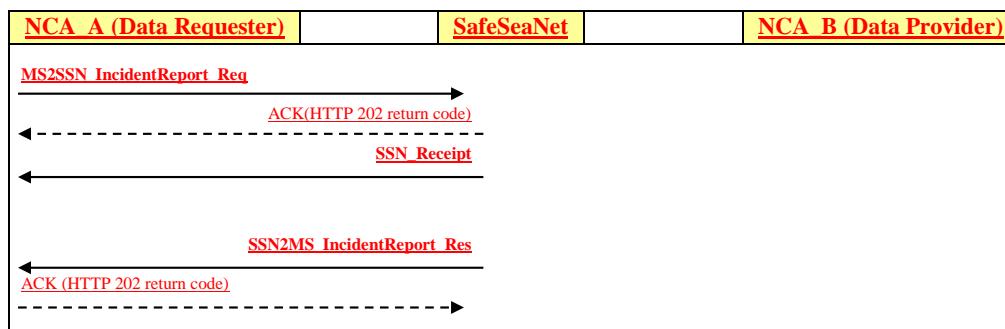 NCA_A (Data Requester) SafeSeaNet NCA_B (Data Provider)
MS2SSN_IncidentReport_Req
ACK(HTTP 202 return code)
SSN_Receipt
SSN2MS_IncidentReport_Res
ACK (HTTP 202 return code)